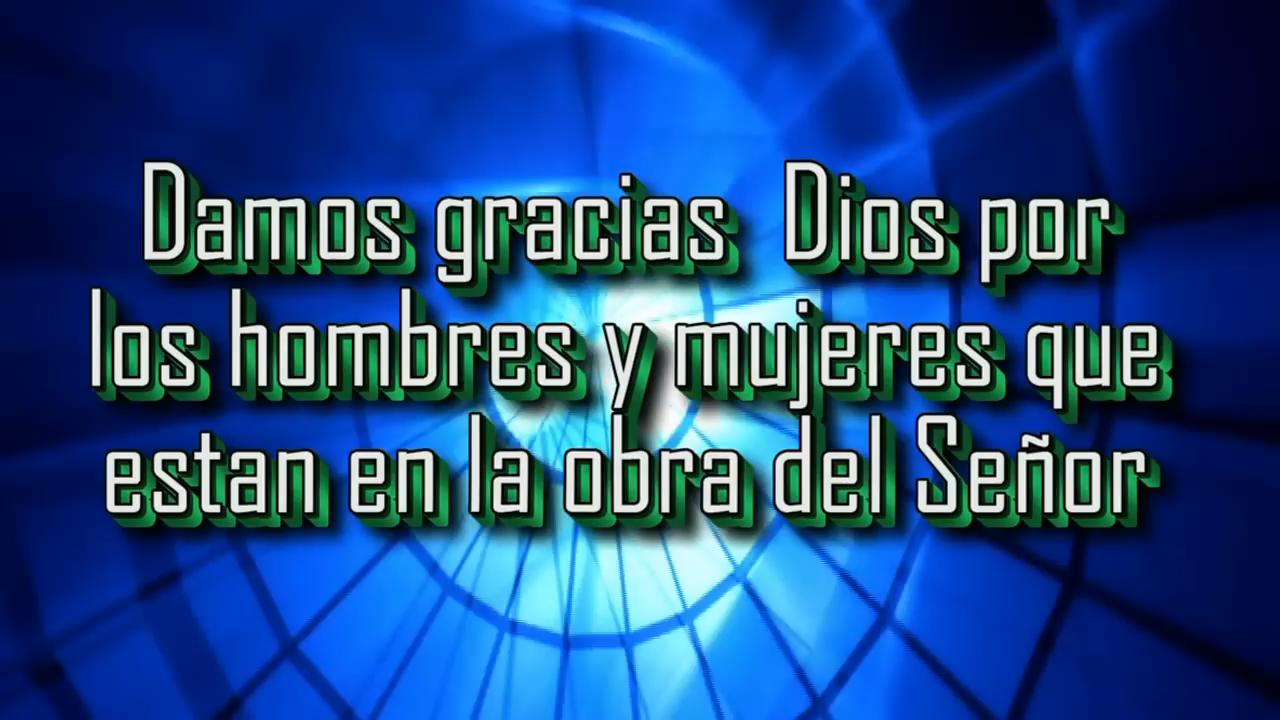 Damos gracias  Dios por
los hombres y mujeres que
estan en la obra del Señor